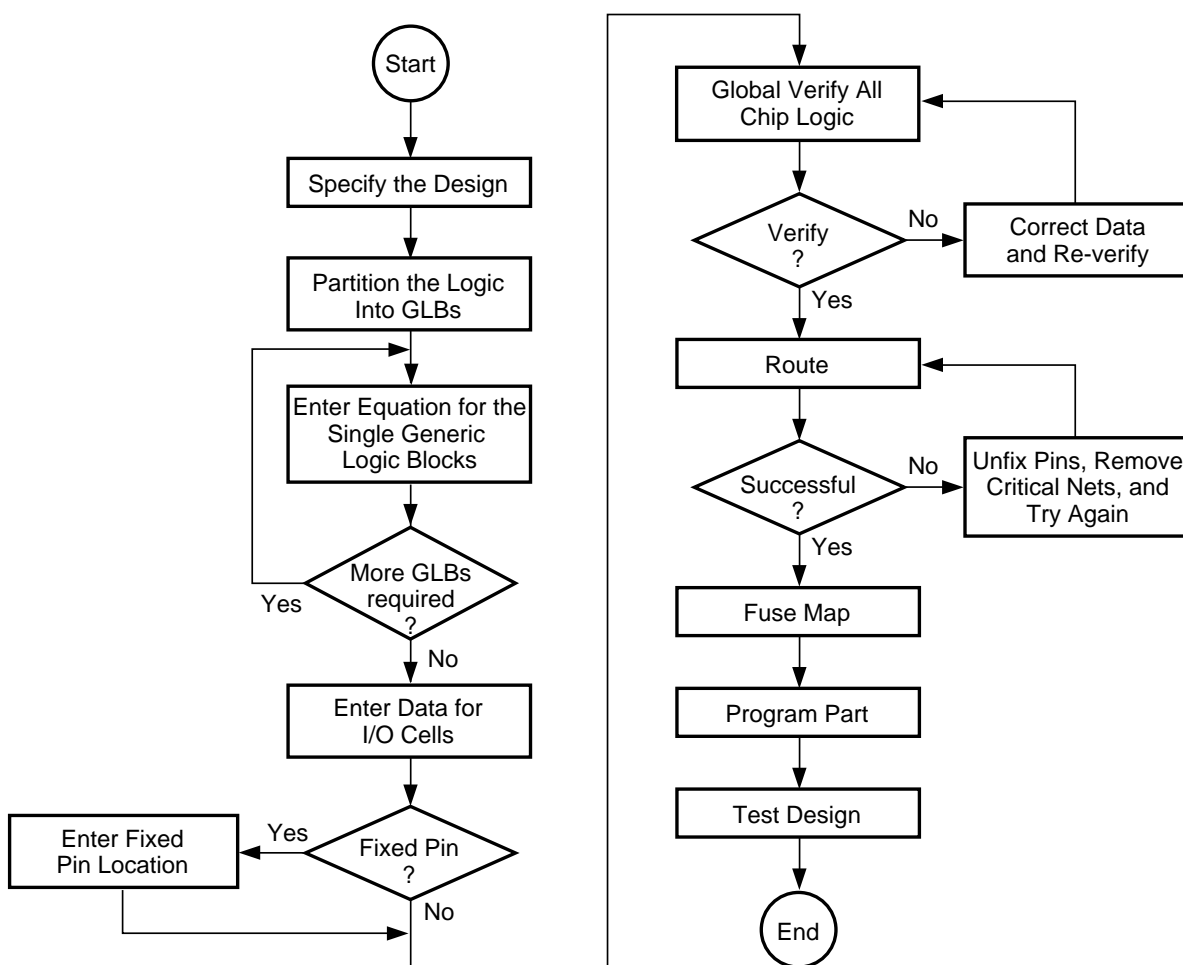 Start
Specify the Design
Partition the Logic
Into GLBs
Enter Equation for the
Single Generic
Logic Blocks
More GLBs
required
?
Yes
No
Enter Data for
I/O Cells
Fixed Pin
?
Yes
No
Enter Fixed
Pin Location
Global Verify All
Chip Logic
Verify
?
No
Yes
Correct Data
and Re-verify
Route
Successful
?
No
Yes
Unfix Pins, Remove
Critical Nets, and
Try Again
Fuse Map
Program Part
Test Design
End